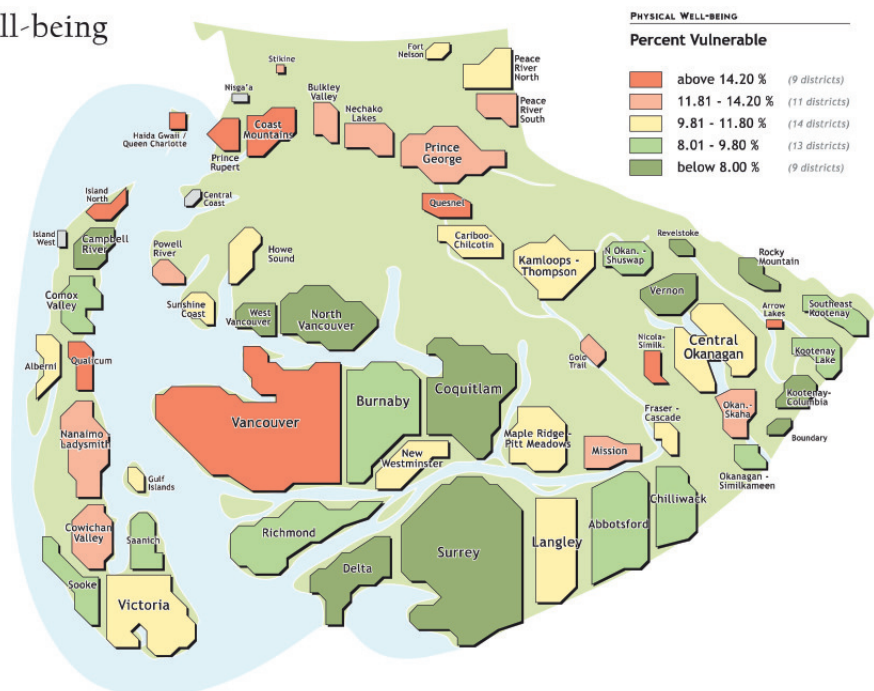 ll-being
PHYSICAL WELL-BEING
Percent Vulnerable
above 14.20 % (9 districts)
11.81 - 14.20 % (11 districts)
9.81 - 11.80 % (14 districts)
8.01 - 9.80 % (13 districts)
below 8.00 % (9 districts)
Fort
Nelson
Peace
River
North
Stikine
Nisga'a
Bulkley
Valley
Nechako
Lakes
Peace
River
South
Haida Gwaii /
Queen Charlotte
Coast
Mountains
Prince
Rupert
Prince
George
Island
North
Central
Coast
Quesnel
Island
West
Campbell
River
Powell
River
Howe
Sound
Cariboo-
Chilcotin
Kamloops -
Thompson
N Okan. -
Shuswap
Revelstoke
Rocky
Mountain
Comox
Valley
Sunshine
Coast
West
Vancouver
North
Vancouver
Vernon
Arrow
Lakes
Southeast
Kootenay
Alberni
Qualicum
Gold
Trail
Nicola-
Similk.
Central
Okanagan
Kootenay
Lake
Vancouver
Burnaby
Coquitlam
Kootenay-
Columbia
Nanaimo
Ladysmith
New
Westminster
Maple Ridge -
Pitt Meadows
Mission
Fraser -
Cascade
Okan.-
Skaha
Boundary
Gulf
Islands
Okanagan -
Similkameen
Cowichan
Valley
Saanich
Richmond
Surrey
Langley
Abbotsford
Chilliwack
Sooke
Victoria
Delta